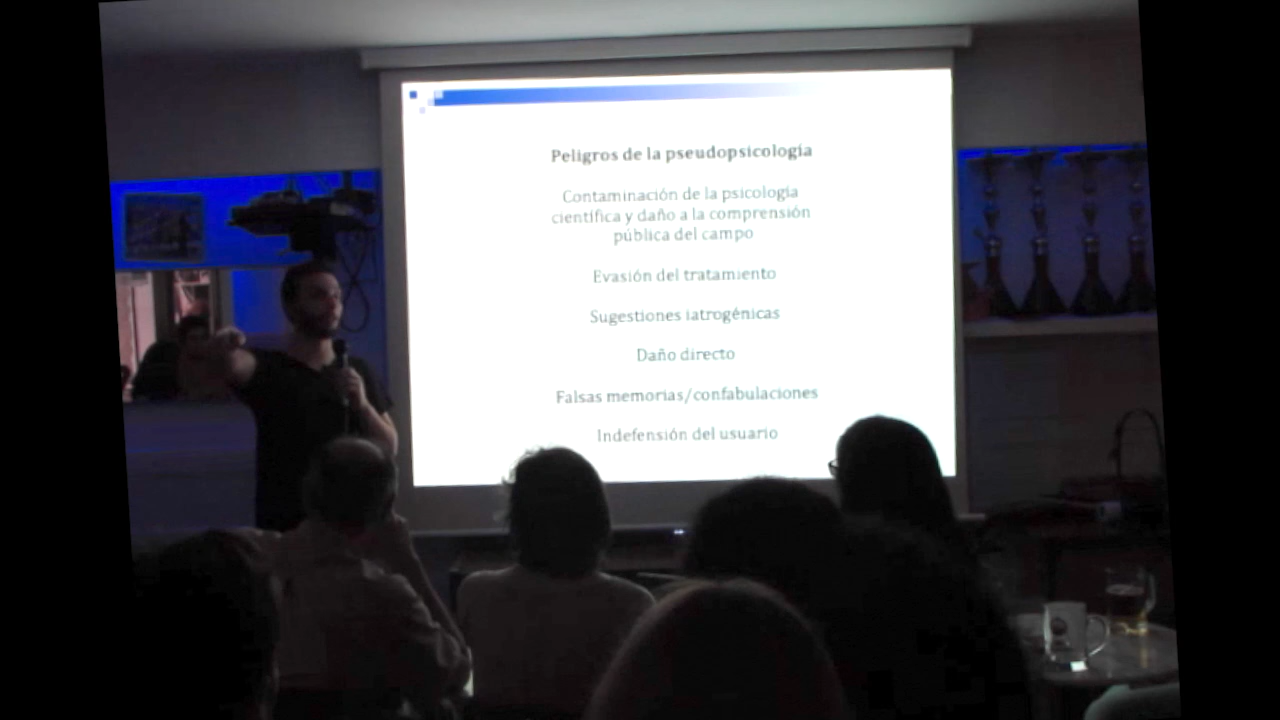 Peligros de la pseudopsicología
Contaminación de la psicología
científica y daño a la comprensión
pública del campo
Evasión del tratamiento
Sugestiones iatrogénicas
Daño directo
Falsas memorias/confabulaciones
Indefensión del usuario